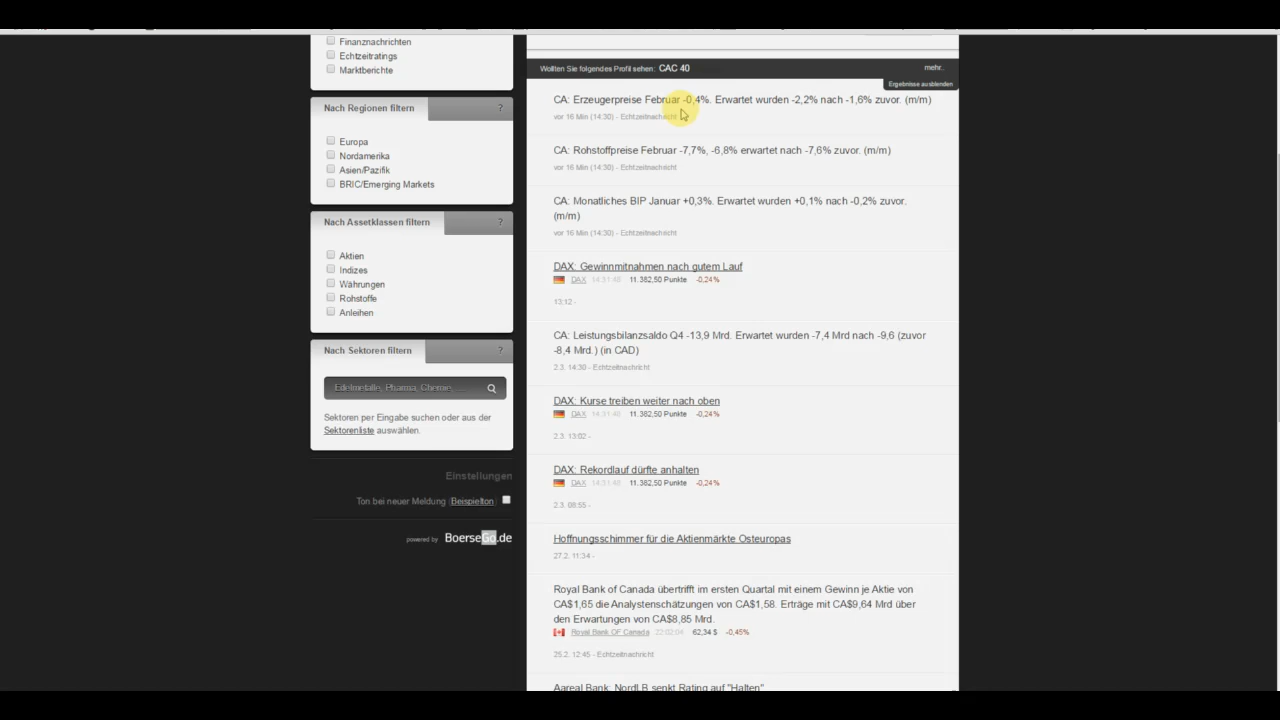 Finanznachrichten
Echtzeitratings
Marktberichte
Nach Regionen filtern ?
Europa
Nordamerika
Asien/Pazifik
BRIC/Emerging Markets
Nach Assetklassen filtern ?
Aktien
Indizes
Währungen
Rohstoffe
Anleihen
Nach Sektoren filtern ?
Edelmetalle, Pharma, Chemie, ...
Sektoren per Eingabe suchen oder aus der
Sektorenliste auswählen.
Einstellungen
Ton bei neuer Meldung (Beispielton)
powered by BoerseGo.de
Wollten Sie folgendes Profil sehen: CAC 40 mehr..
Ergebnisse ausblenden
CA: Erzeugerpreise Februar -0,4%. Erwartet wurden -2,2% nach -1,6% zuvor. (m/m)
vor 16 Min (14:30) - Echtzeitnachricht
CA: Rohstoffpreise Februar -7,7%, -6,8% erwartet nach -7,6% zuvor. (m/m)
vor 16 Min (14:30) - Echtzeitnachricht
CA: Monatliches BIP Januar +0,3%. Erwartet wurden +0,1% nach -0,2% zuvor.
(m/m)
vor 16 Min (14:30) - Echtzeitnachricht
DAX: Gewinnmitnahmen nach gutem Lauf
DAX 14:31:48 11.382,50 Punkte -0,24%
13:12 -
CA: Leistungsbilanzsaldo Q4 -13,9 Mrd. Erwartet wurden -7,4 Mrd nach -9,6 (zuvor
-8,4 Mrd.) (in CAD)
2.3. 14:30 - Echtzeitnachricht
DAX: Kurse treiben weiter nach oben
DAX 14:31:48 11.382,50 Punkte -0,24%
2.3. 13:02 -
DAX: Rekordlauf dürfte anhalten
DAX 14:31:48 11.382,50 Punkte -0,24%
2.3. 08:55 -
Hoffnungsschimmer für die Aktienmärkte Osteuropas
27.2. 11:34 -
Royal Bank of Canada übertrifft im ersten Quartal mit einem Gewinn je Aktie von
CA$1,65 die Analystenschätzungen von CA$1,58. Erträge mit CA$9,64 Mrd über
den Erwartungen von CA$8,85 Mrd.
Royal Bank OF Canada 22:02:04 62,34 $ -0,45%
25.2. 12:45 - Echtzeitnachricht
Aareal Bank: NordLB senkt Rating auf "Halten"